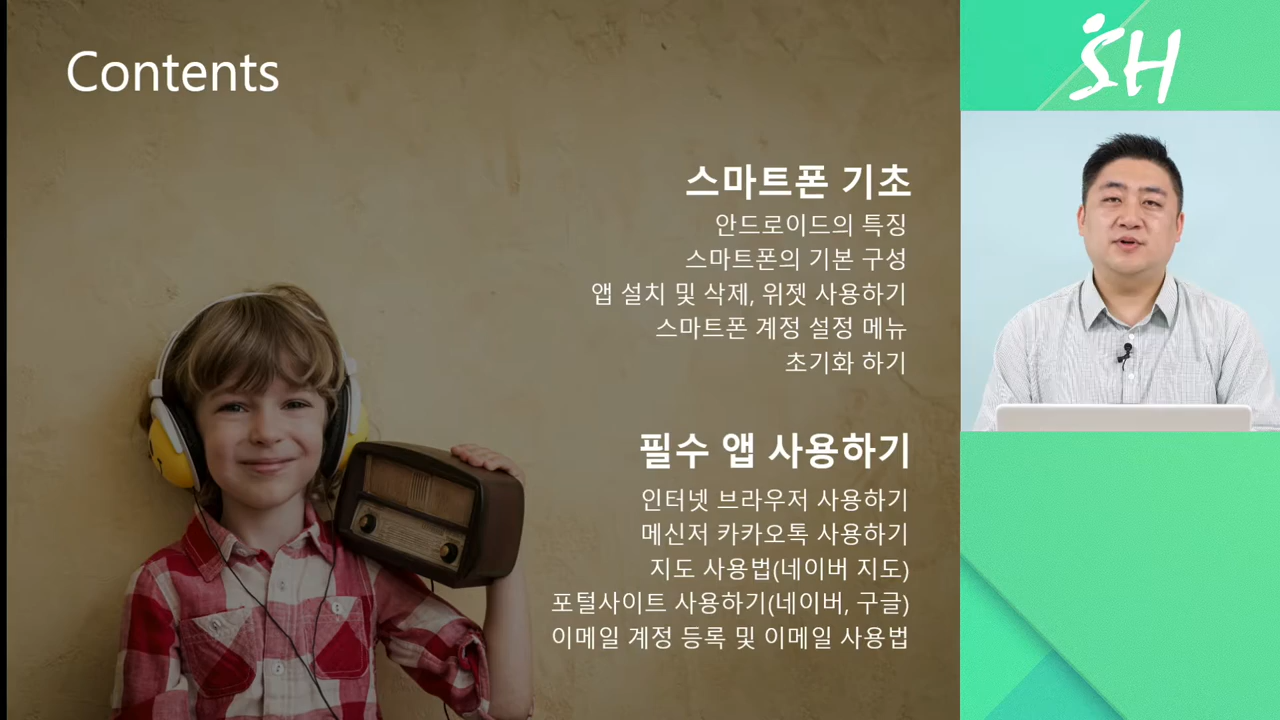 Contents
SH
스마트폰 기초
안드로이드의 특징
스마트폰의 기본 구성
앱 설치 및 삭제, 위젯 사용하기
스마트폰 계정 설정 메뉴
초기화 하기
필수 앱 사용하기
인터넷 브라우저 사용하기
메신저 카카오톡 사용하기
지도 사용법(네이버 지도)
포털사이트 사용하기(네이버, 구글)
이메일 계정 등록 및 이메일 사용법